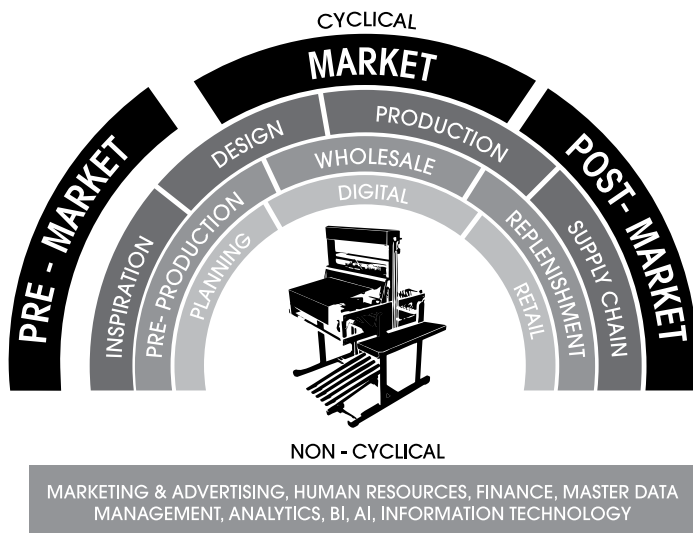 CYCLICAL
MARKET
PRE - MARKET
POST- MARKET
INSPIRATION
DESIGN
PRODUCTION
SUPPLY CHAIN
PRE- PRODUCTION
WHOLESALE
REPLENISHMENT
PLANNING
DIGITAL
RETAIL
NON - CYCLICAL
MARKETING & ADVERTISING, HUMAN RESOURCES, FINANCE, MASTER DATA
MANAGEMENT, ANALYTICS, BI, AI, INFORMATION TECHNOLOGY